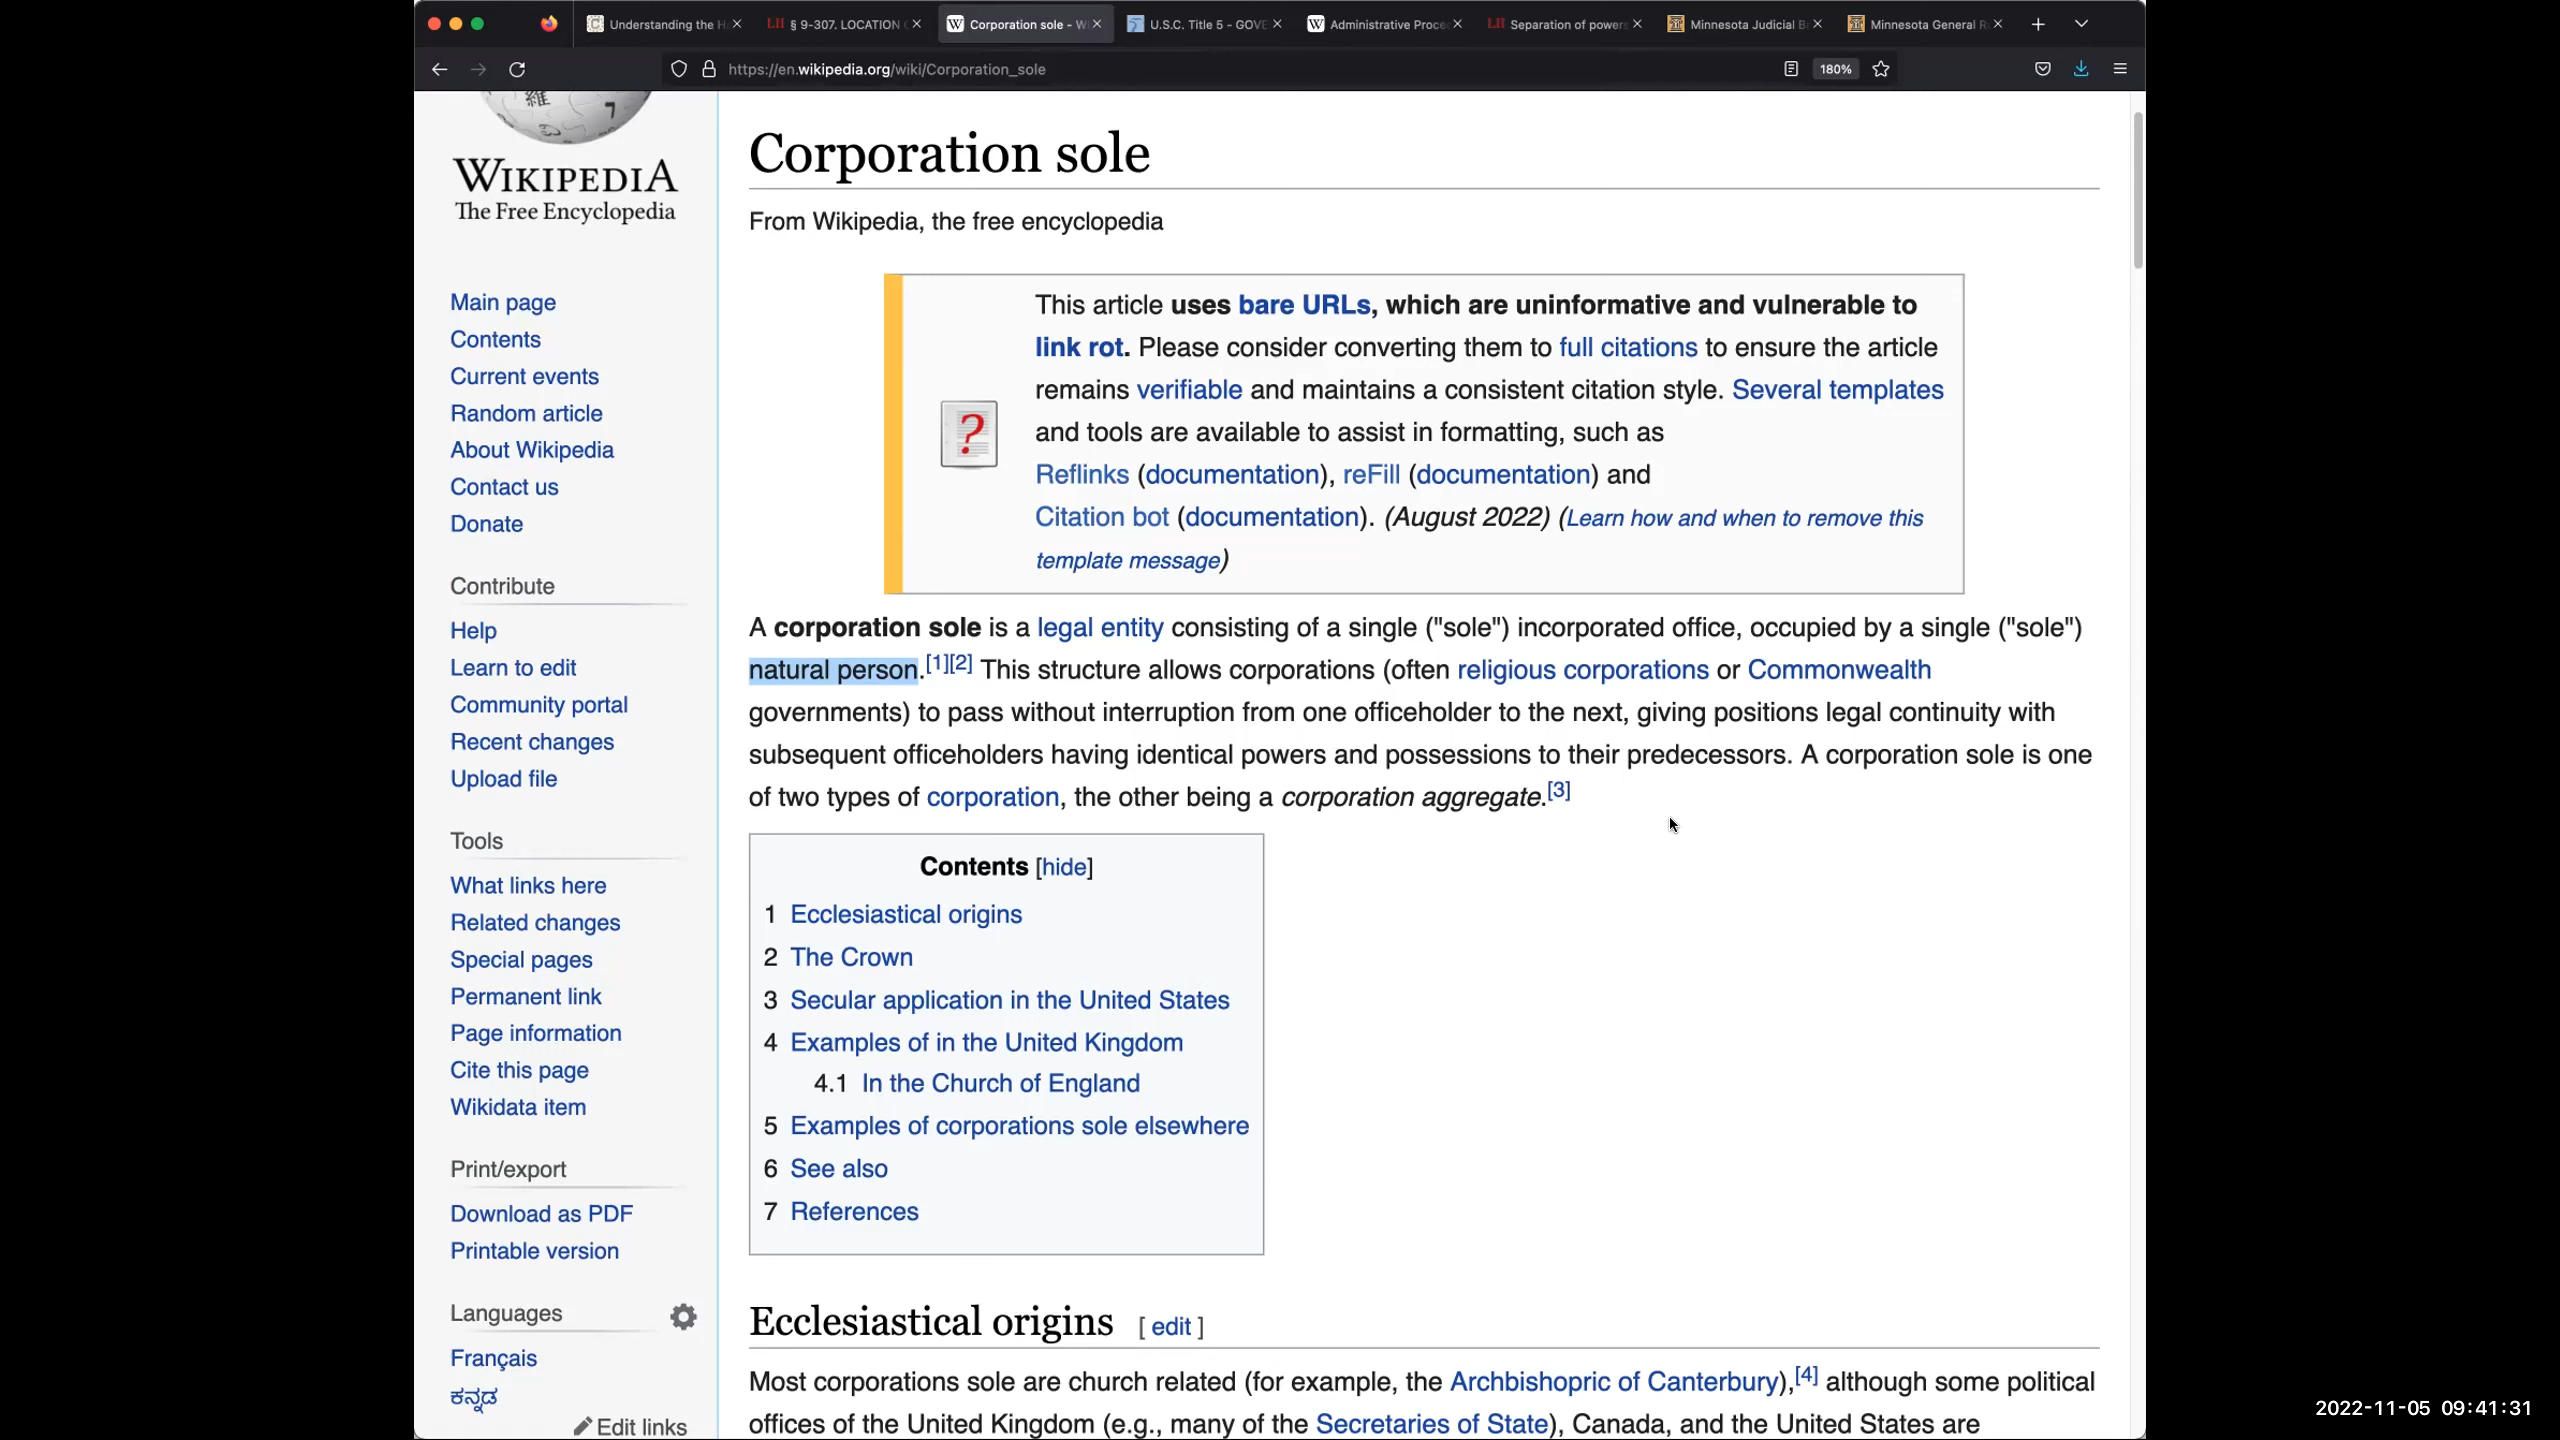 Understanding the H
§ 9-307. LOCATION
Corporation sole - W
U.S.C. Title 5 - GOVE
Administrative Proce
Separation of powers
Minnesota Judicial B
Minnesota General R
https://en.wikipedia.org/wiki/Corporation_sole
180%
WIKIPEDIA
The Free Encyclopedia
Main page
Contents
Current events
Random article
About Wikipedia
Contact us
Donate
Contribute
Help
Learn to edit
Community portal
Recent changes
Upload file
Tools
What links here
Related changes
Special pages
Permanent link
Page information
Cite this page
Wikidata item
Print/export
Download as PDF
Printable version
Languages
Français
ಕನ್ನಡ
Edit links
Corporation sole
From Wikipedia, the free encyclopedia
This article uses bare URLs, which are uninformative and vulnerable to
link rot. Please consider converting them to full citations to ensure the article
remains verifiable and maintains a consistent citation style. Several templates
and tools are available to assist in formatting, such as
Reflinks (documentation), reFill (documentation) and
Citation bot (documentation). (August 2022) (Learn how and when to remove this
template message)
A corporation sole is a legal entity consisting of a single ("sole") incorporated office, occupied by a single ("sole")
natural person.[1][2] This structure allows corporations (often religious corporations or Commonwealth
governments) to pass without interruption from one officeholder to the next, giving positions legal continuity with
subsequent officeholders having identical powers and possessions to their predecessors. A corporation sole is one
of two types of corporation, the other being a corporation aggregate.[3]
Contents [hide]
1 Ecclesiastical origins
2 The Crown
3 Secular application in the United States
4 Examples of in the United Kingdom
4.1 In the Church of England
5 Examples of corporations sole elsewhere
6 See also
7 References
Ecclesiastical origins [ edit ]
Most corporations sole are church related (for example, the Archbishopric of Canterbury),[4] although some political
offices of the United Kingdom (e.g., many of the Secretaries of State), Canada, and the United States are
2022-11-05 09:41:31